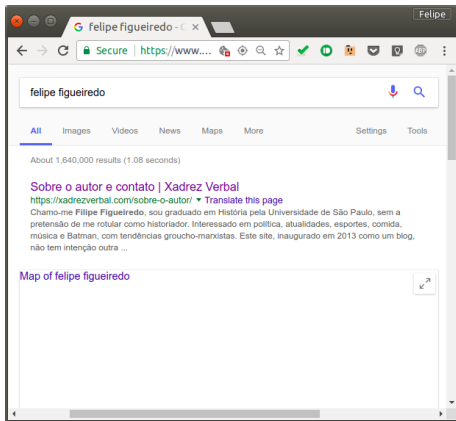 Felipe
felipe figueiredo - G
Secure | https://www....
felipe figueiredo
All Images Videos News Maps More Settings Tools
About 1,640,000 results (1.08 seconds)
Sobre o autor e contato | Xadrez Verbal
https://xadrezverbal.com/sobre-o-autor/ ▾ Translate this page
Chamo-me Filipe Figueiredo, sou graduado em História pela Universidade de São Paulo, sem a
pretensão de me rotular como historiador. Interessado em política, atualidades, esportes, comida,
música e Batman, com tendências groucho-marxistas. Este site, inaugurado em 2013 como um blog,
não tem intenção outra ...
Map of felipe figueiredo